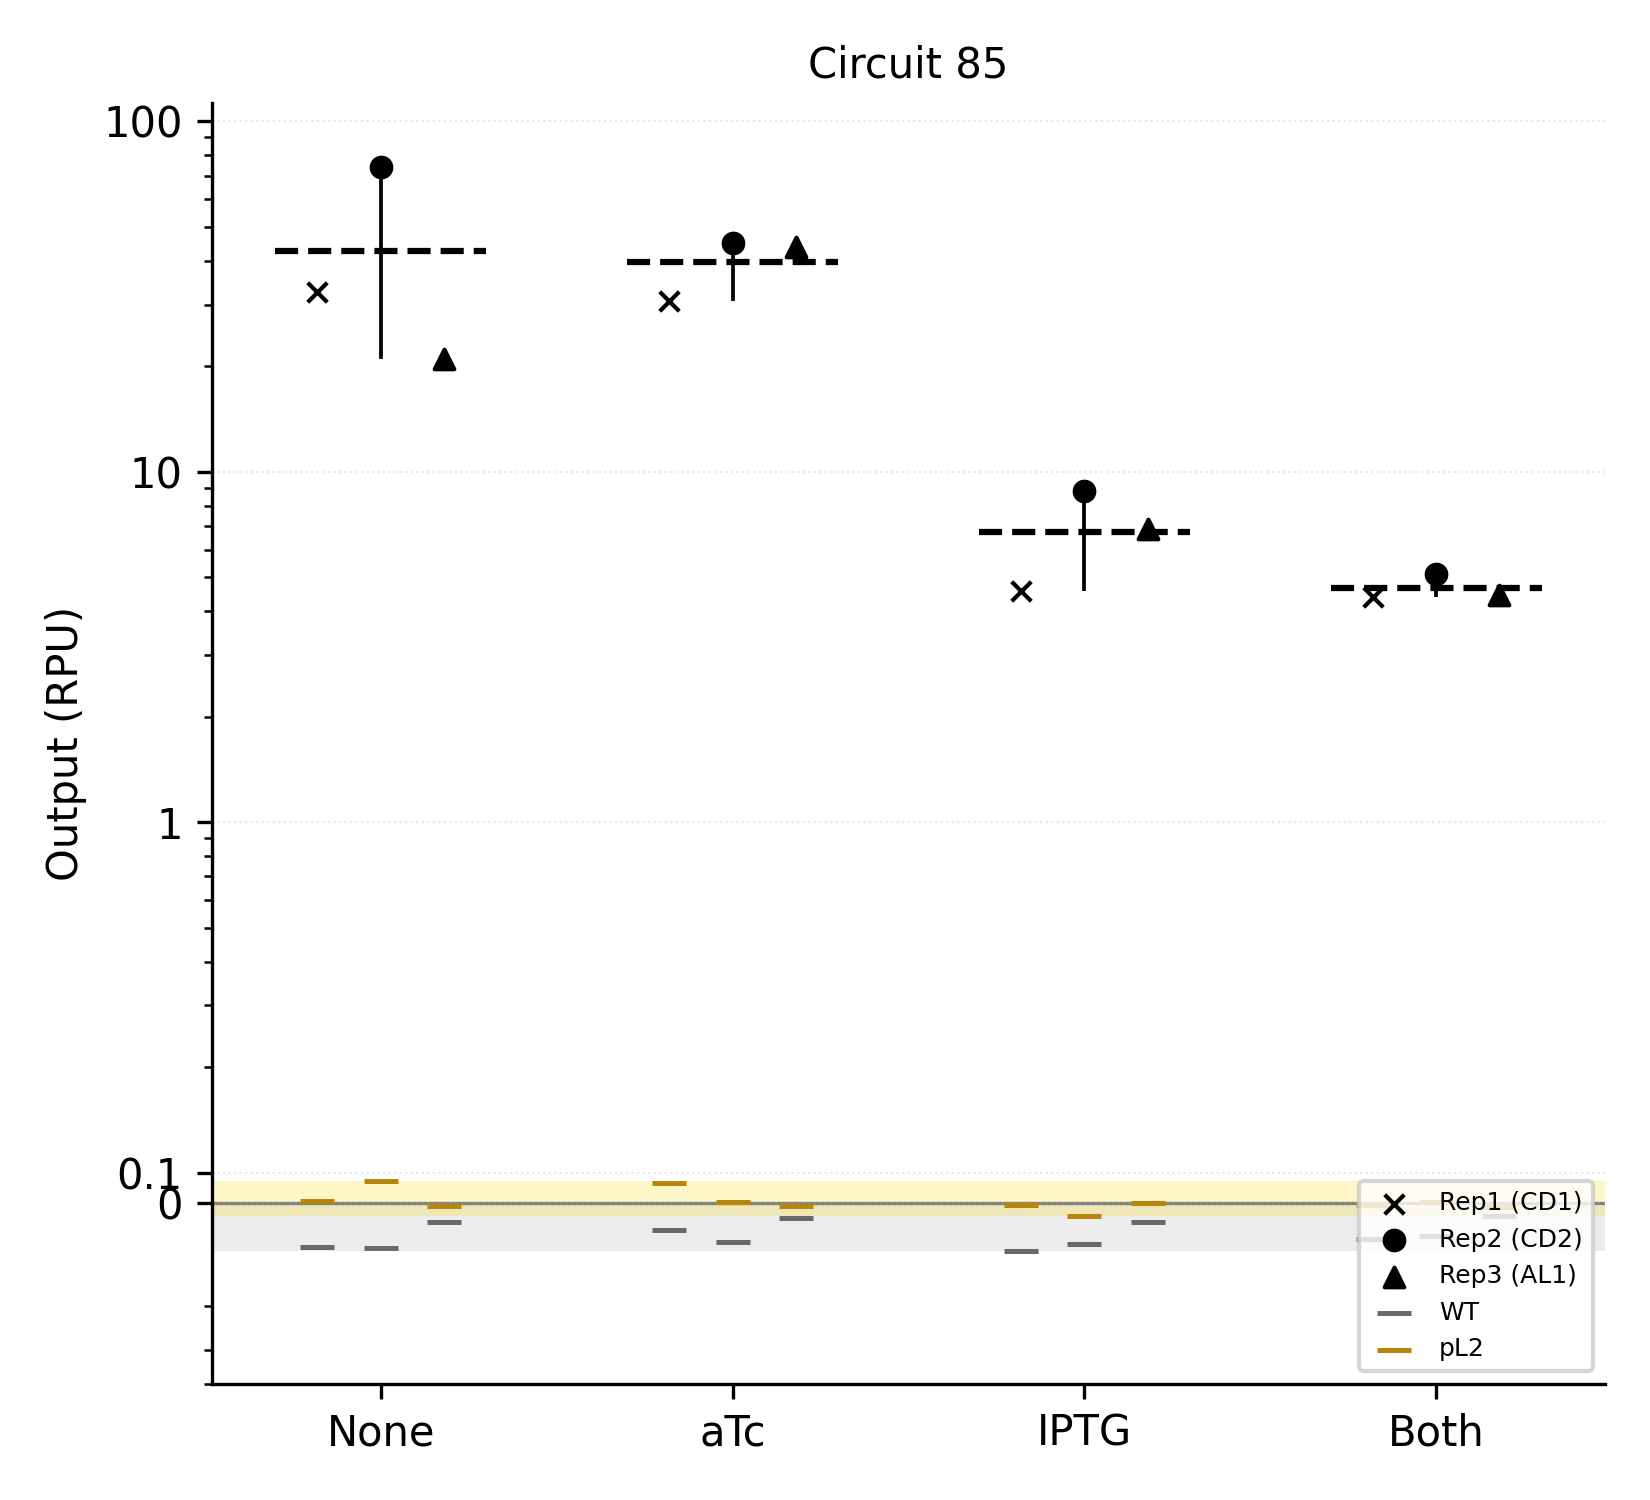 Circuit 85
100
10
1
0.1
0
Output (RPU)
None
aTc
IPTG
Both
Rep1 (CD1)
Rep2 (CD2)
Rep3 (AL1)
WT
pL2